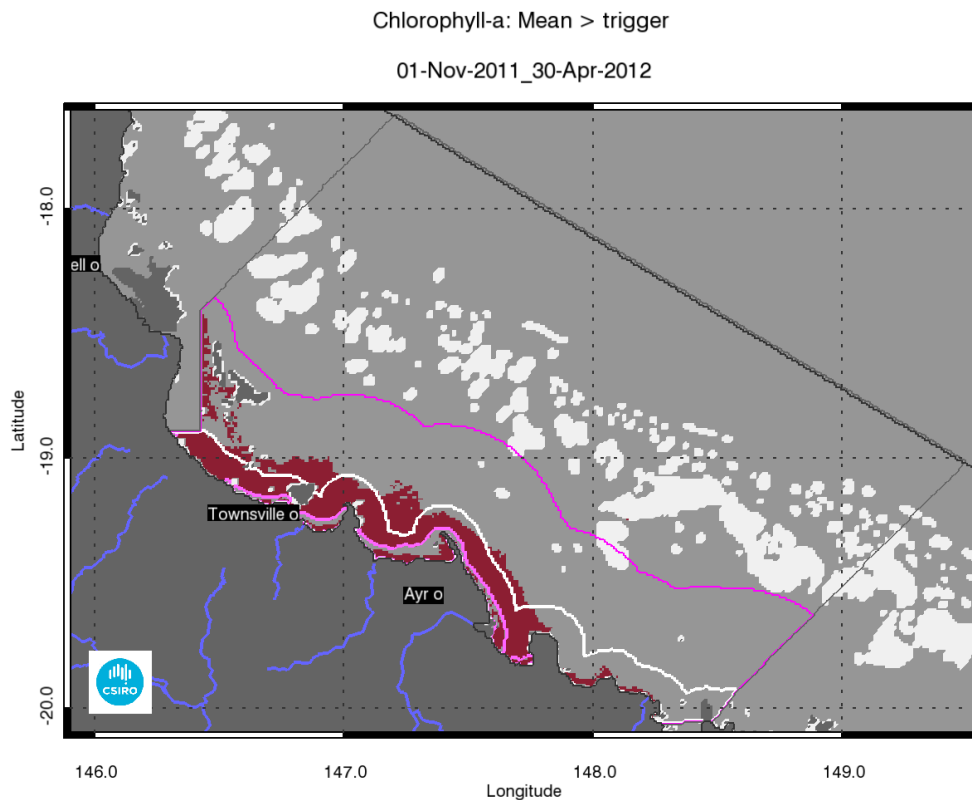 Chlorophyll-a: Mean > trigger
01-Nov-2011_30-Apr-2012
-18.0
ell o
Latitude
-19.0
Townsville o
Ayr o
CSIRO
-20.0
146.0 147.0 148.0 149.0
Longitude